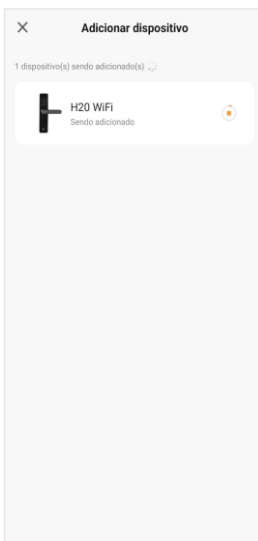 Adicionar dispositivo
1 dispositivo(s) sendo adicionado(s)
H20 WiFi
Sendo adicionado